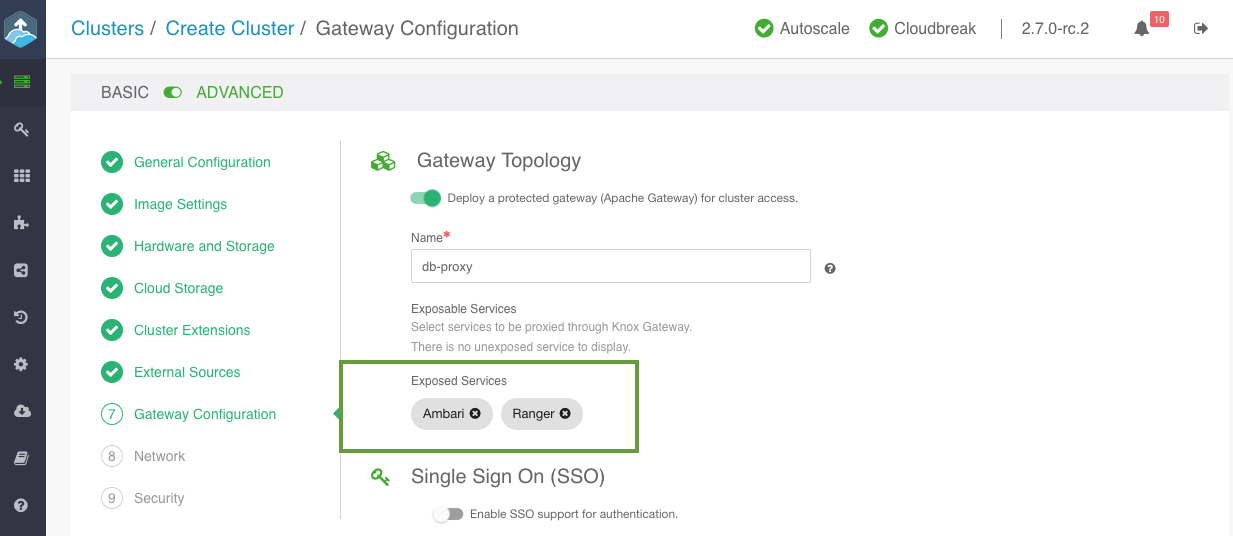 Clusters / Create Cluster / Gateway Configuration
Autoscale Cloudbreak 2.7.0-rc.2 10
BASIC ADVANCED
General Configuration
Image Settings
Hardware and Storage
Cloud Storage
Cluster Extensions
External Sources
7 Gateway Configuration
8 Network
9 Security
Gateway Topology
Deploy a protected gateway (Apache Gateway) for cluster access.
Name*
db-proxy
Exposable Services
Select services to be proxied through Knox Gateway.
There is no unexposed service to display.
Exposed Services
Ambari Ranger
Single Sign On (SSO)
Enable SSO support for authentication.